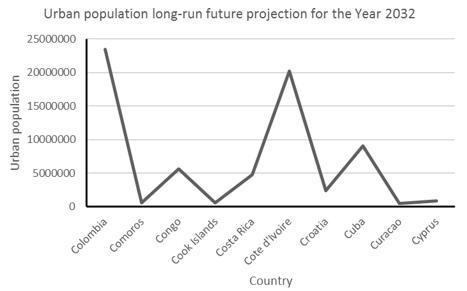 Urban population long-run future projection for the Year 2032
25000000
20000000
15000000
10000000
5000000
0
Urban population
Colombia
Comoros
Congo
Cook Islands
Costa Rica
Cote d'Ivoire
Croatia
Cuba
Curacao
Cyprus
Country